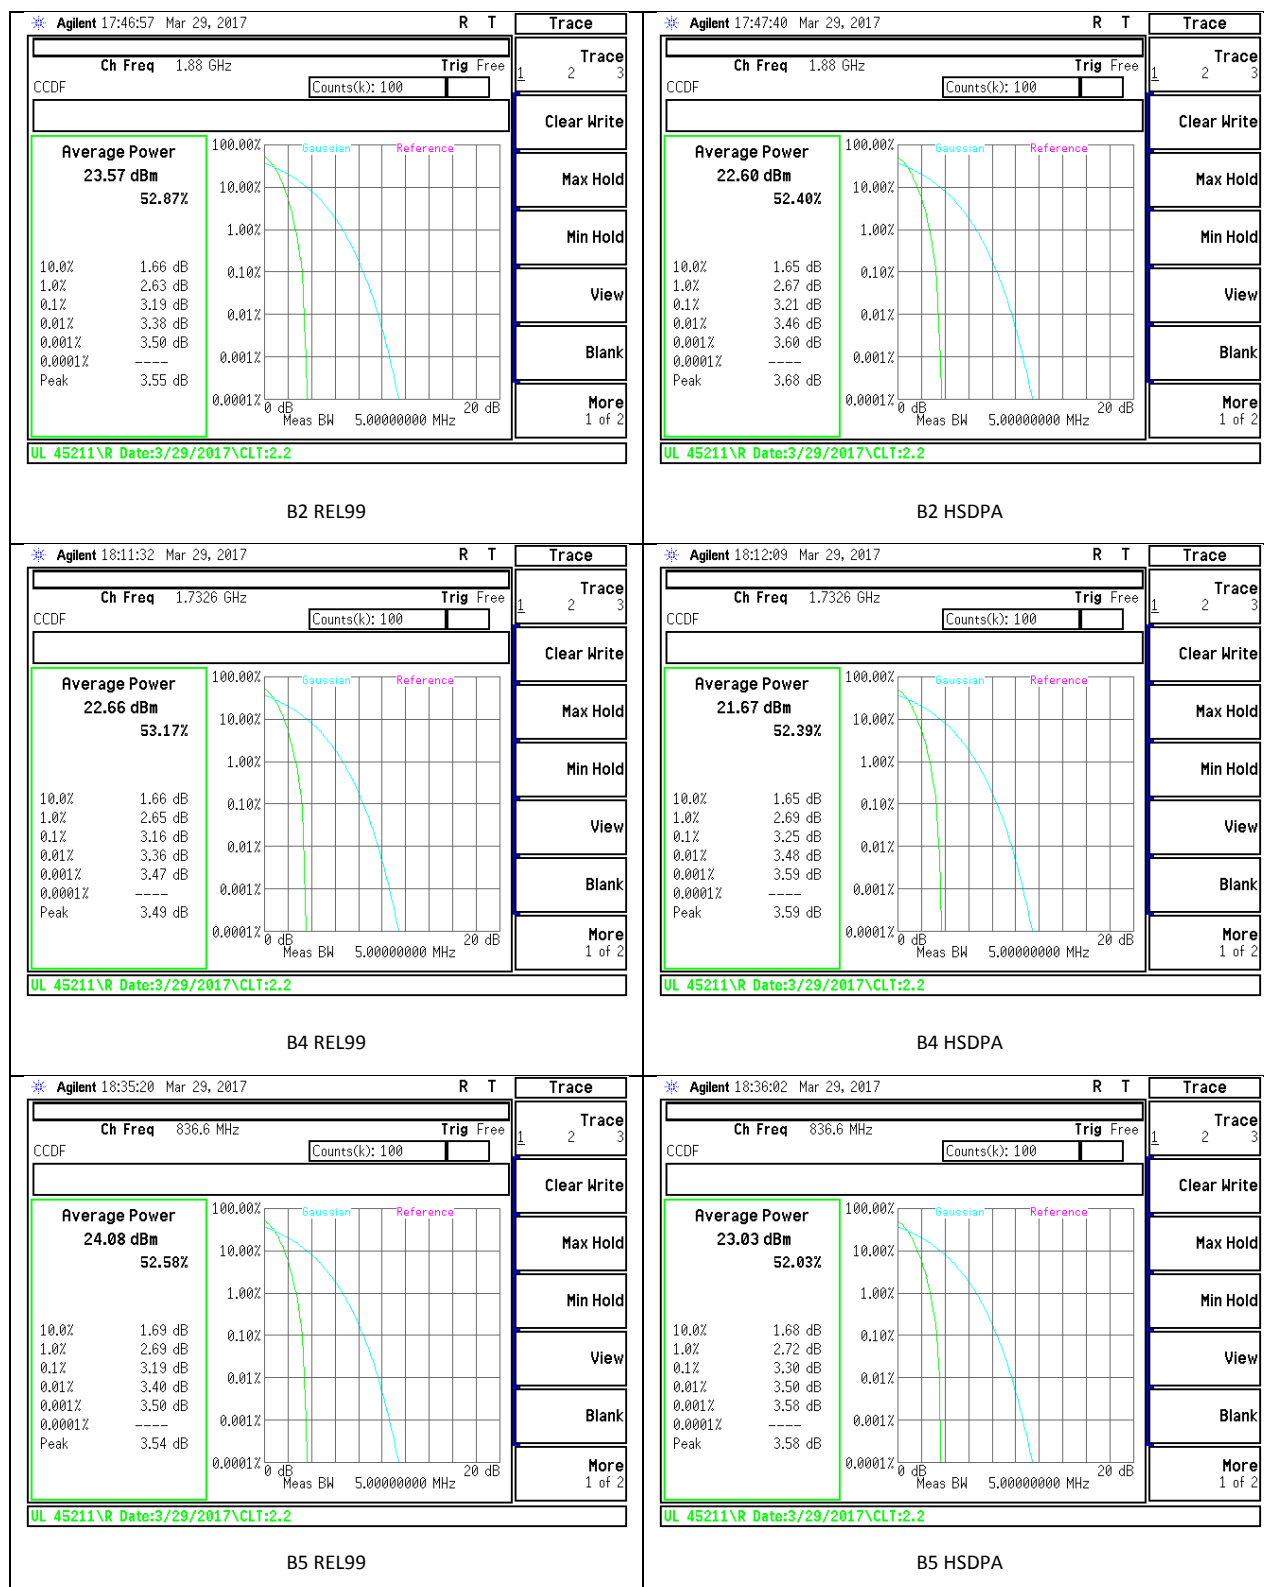 Agilent 17:46:57 Mar 29, 2017 R T Trace
Ch Freq 1.88 GHz Trig Free
CCDF Counts(k): 100
Average Power
23.57 dBm
52.87%
10.0% 1.66 dB
1.0% 2.63 dB
0.1% 3.19 dB
0.01% 3.38 dB
0.001% 3.50 dB
0.0001% ----
Peak 3.55 dB
Gaussian Reference
100.00%
10.00%
1.00%
0.10%
0.01%
0.001%
0.0001%
0 dB 20 dB
Meas BW 5.00000000 MHz
Trace
1 2 3
Clear Write
Max Hold
Min Hold
View
Blank
More
1 of 2
UL 45211\R Date:3/29/2017\CLT:2.2
B2 REL99
Agilent 17:47:40 Mar 29, 2017 R T Trace
Ch Freq 1.88 GHz Trig Free
CCDF Counts(k): 100
Average Power
22.60 dBm
52.40%
10.0% 1.65 dB
1.0% 2.67 dB
0.1% 3.21 dB
0.01% 3.46 dB
0.001% 3.60 dB
0.0001% ----
Peak 3.68 dB
Gaussian Reference
100.00%
10.00%
1.00%
0.10%
0.01%
0.001%
0.0001%
0 dB 20 dB
Meas BW 5.00000000 MHz
Trace
1 2 3
Clear Write
Max Hold
Min Hold
View
Blank
More
1 of 2
UL 45211\R Date:3/29/2017\CLT:2.2
B2 HSDPA
Agilent 18:11:32 Mar 29, 2017 R T Trace
Ch Freq 1.7326 GHz Trig Free
CCDF Counts(k): 100
Average Power
22.66 dBm
53.17%
10.0% 1.66 dB
1.0% 2.65 dB
0.1% 3.16 dB
0.01% 3.36 dB
0.001% 3.47 dB
0.0001% ----
Peak 3.49 dB
Gaussian Reference
100.00%
10.00%
1.00%
0.10%
0.01%
0.001%
0.0001%
0 dB 20 dB
Meas BW 5.00000000 MHz
Trace
1 2 3
Clear Write
Max Hold
Min Hold
View
Blank
More
1 of 2
UL 45211\R Date:3/29/2017\CLT:2.2
B4 REL99
Agilent 18:12:09 Mar 29, 2017 R T Trace
Ch Freq 1.7326 GHz Trig Free
CCDF Counts(k): 100
Average Power
21.67 dBm
52.39%
10.0% 1.65 dB
1.0% 2.69 dB
0.1% 3.25 dB
0.01% 3.48 dB
0.001% 3.59 dB
0.0001% ----
Peak 3.59 dB
Gaussian Reference
100.00%
10.00%
1.00%
0.10%
0.01%
0.001%
0.0001%
0 dB 20 dB
Meas BW 5.00000000 MHz
Trace
1 2 3
Clear Write
Max Hold
Min Hold
View
Blank
More
1 of 2
UL 45211\R Date:3/29/2017\CLT:2.2
B4 HSDPA
Agilent 18:35:20 Mar 29, 2017 R T Trace
Ch Freq 836.6 MHz Trig Free
CCDF Counts(k): 100
Average Power
24.08 dBm
52.58%
10.0% 1.69 dB
1.0% 2.69 dB
0.1% 3.19 dB
0.01% 3.40 dB
0.001% 3.50 dB
0.0001% ----
Peak 3.54 dB
Gaussian Reference
100.00%
10.00%
1.00%
0.10%
0.01%
0.001%
0.0001%
0 dB 20 dB
Meas BW 5.00000000 MHz
Trace
1 2 3
Clear Write
Max Hold
Min Hold
View
Blank
More
1 of 2
UL 45211\R Date:3/29/2017\CLT:2.2
B5 REL99
Agilent 18:36:02 Mar 29, 2017 R T Trace
Ch Freq 836.6 MHz Trig Free
CCDF Counts(k): 100
Average Power
23.03 dBm
52.03%
10.0% 1.68 dB
1.0% 2.72 dB
0.1% 3.30 dB
0.01% 3.50 dB
0.001% 3.58 dB
0.0001% ----
Peak 3.58 dB
Gaussian Reference
100.00%
10.00%
1.00%
0.10%
0.01%
0.001%
0.0001%
0 dB 20 dB
Meas BW 5.00000000 MHz
Trace
1 2 3
Clear Write
Max Hold
Min Hold
View
Blank
More
1 of 2
UL 45211\R Date:3/29/2017\CLT:2.2
B5 HSDPA